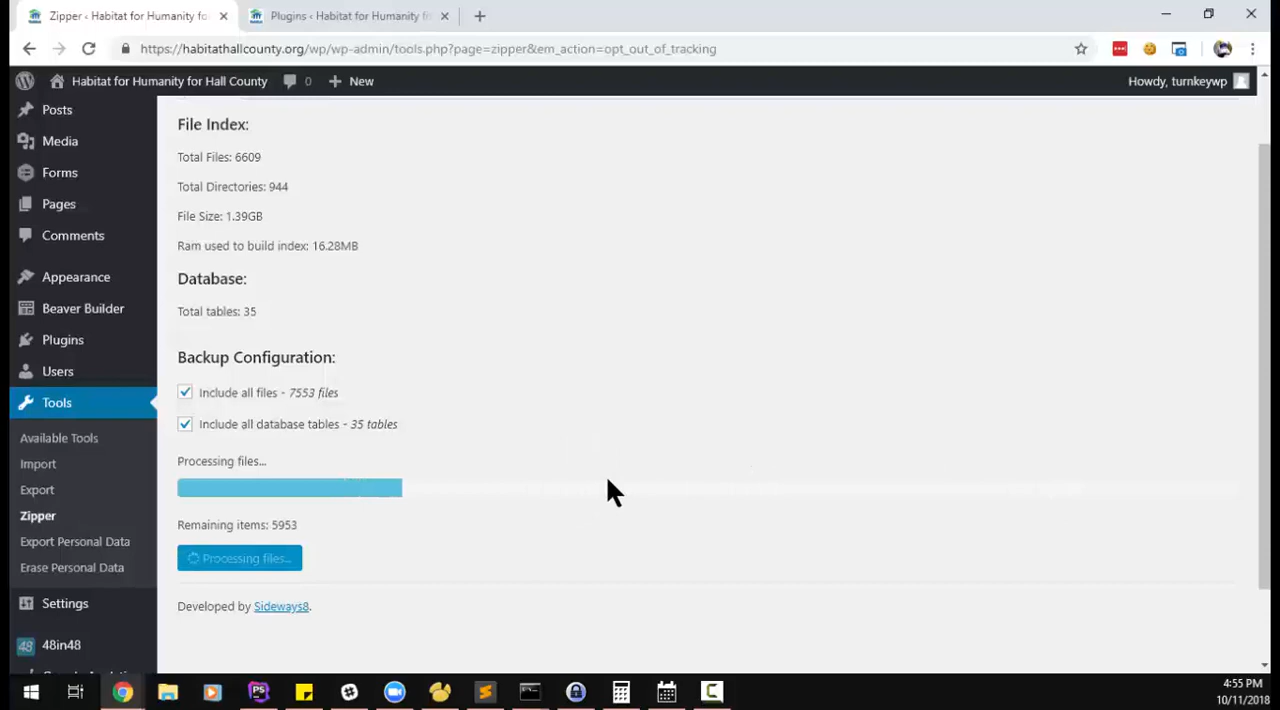 Zipper ‹ Habitat for Humanity for
Plugins ‹ Habitat for Humanity fo
https://habitathallcounty.org/wp/wp-admin/tools.php?page=zipper&em_action=opt_out_of_tracking
Habitat for Humanity for Hall County
0
New
Howdy, turnkeywp
Posts
Media
Forms
Pages
Comments
Appearance
Beaver Builder
Plugins
Users
Tools
Available Tools
Import
Export
Zipper
Export Personal Data
Erase Personal Data
Settings
48in48
File Index:
Total Files: 6609
Total Directories: 944
File Size: 1.39GB
Ram used to build index: 16.28MB
Database:
Total tables: 35
Backup Configuration:
Include all files - 7553 files
Include all database tables - 35 tables
Processing files...
Remaining items: 5953
Processing files...
Developed by Sideways8.
4:55 PM
10/11/2018